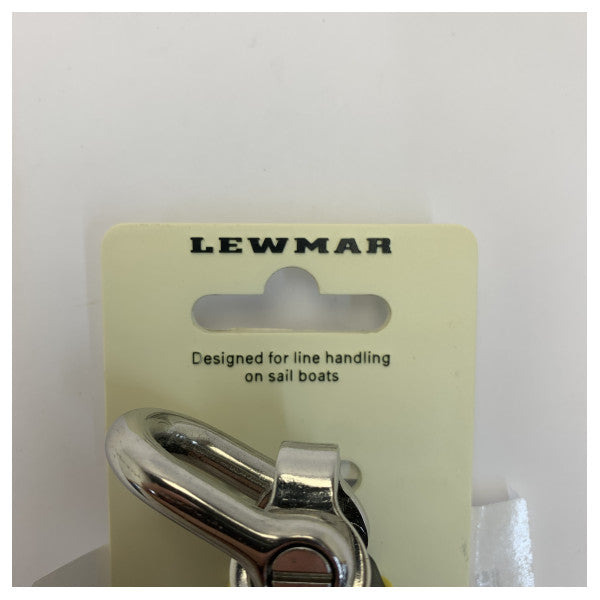 LEWMAR
Designed for line handling
on sail boats